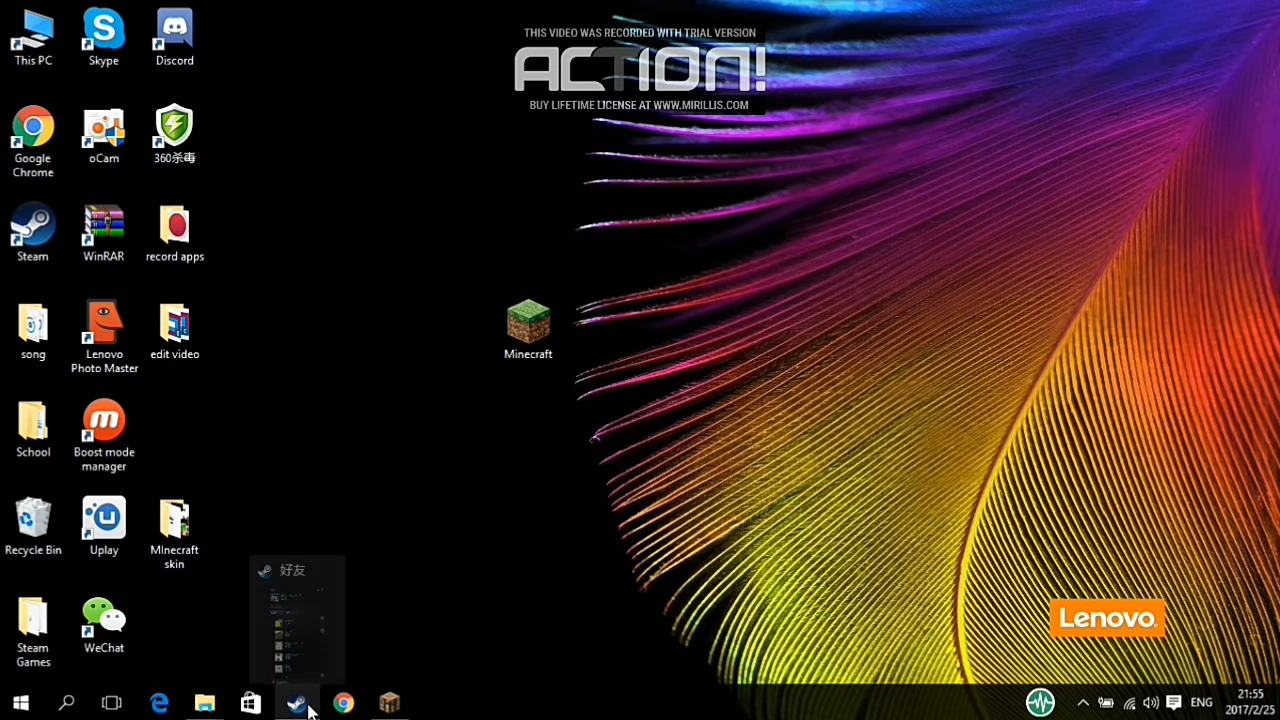 THIS VIDEO WAS RECORDED WITH TRIAL VERSION
ACTION!
BUY LIFETIME LICENSE AT WWW.MIRILLIS.COM
This PC
Skype
Discord
Google
Chrome
oCam
360杀毒
Steam
WinRAR
record apps
song
Lenovo
Photo Master
edit video
Minecraft
School
Boost mode
manager
Recycle Bin
Uplay
MInecraft
skin
好友
Steam
Games
WeChat
Lenovo
ENG
21:55
2017/2/25